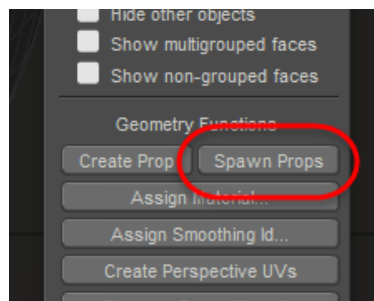 Hide other objects
Show multigrouped faces
Show non-grouped faces
Geometry Functions
Create Prop Spawn Props
Assign Material...
Assign Smoothing Id...
Create Perspective UVs